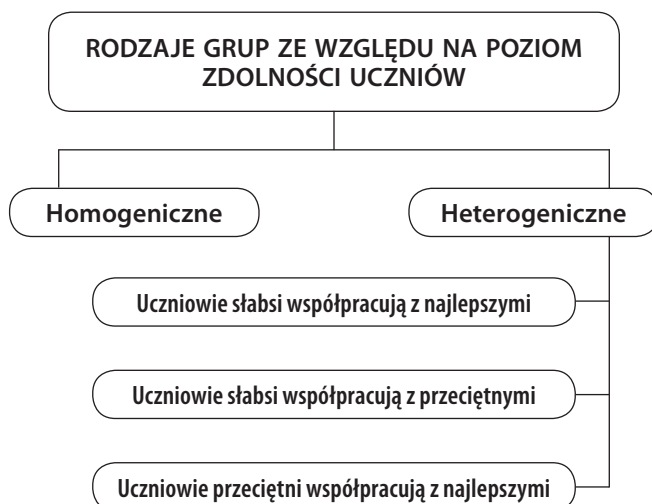 RODZAJE GRUP ZE WZGLĘDU NA POZIOM
ZDOLNOŚCI UCZNIÓW
Homogeniczne
Heterogeniczne
Uczniowie słabsi współpracują z najlepszymi
Uczniowie słabsi współpracują z przeciętnymi
Uczniowie przeciętni współpracują z najlepszymi